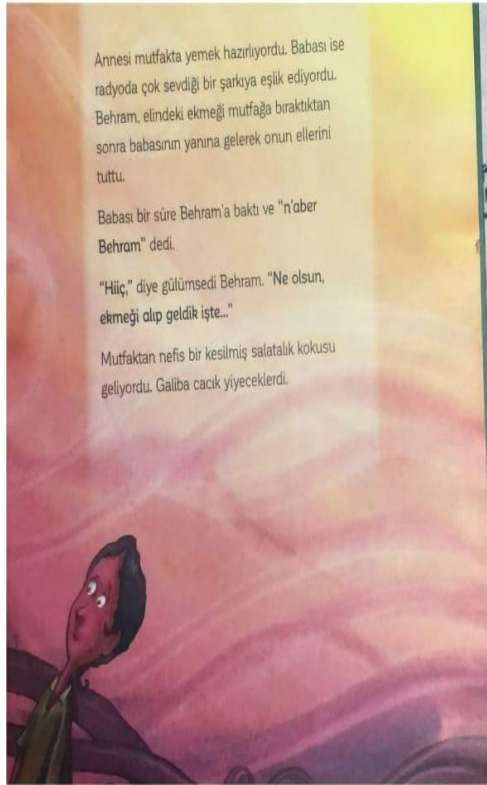 Annesi mutfakta yemek hazırlıyordu. Babası ise
radyoda çok sevdiği bir şarkıya eşlik ediyordu.
Behram, elindeki ekmeği mutfağa bıraktıktan
sonra babasının yanına gelerek onun ellerini
tuttu.
Babası bir süre Behram'a baktı ve "n'aber
Behram" dedi.
"Hiiç," diye gülümsedi Behram. "Ne olsun,
ekmeği alıp geldik işte..."
Mutfaktan nefis bir kesilmiş salatalık kokusu
geliyordu. Galiba cacık yiyeceklerdi.